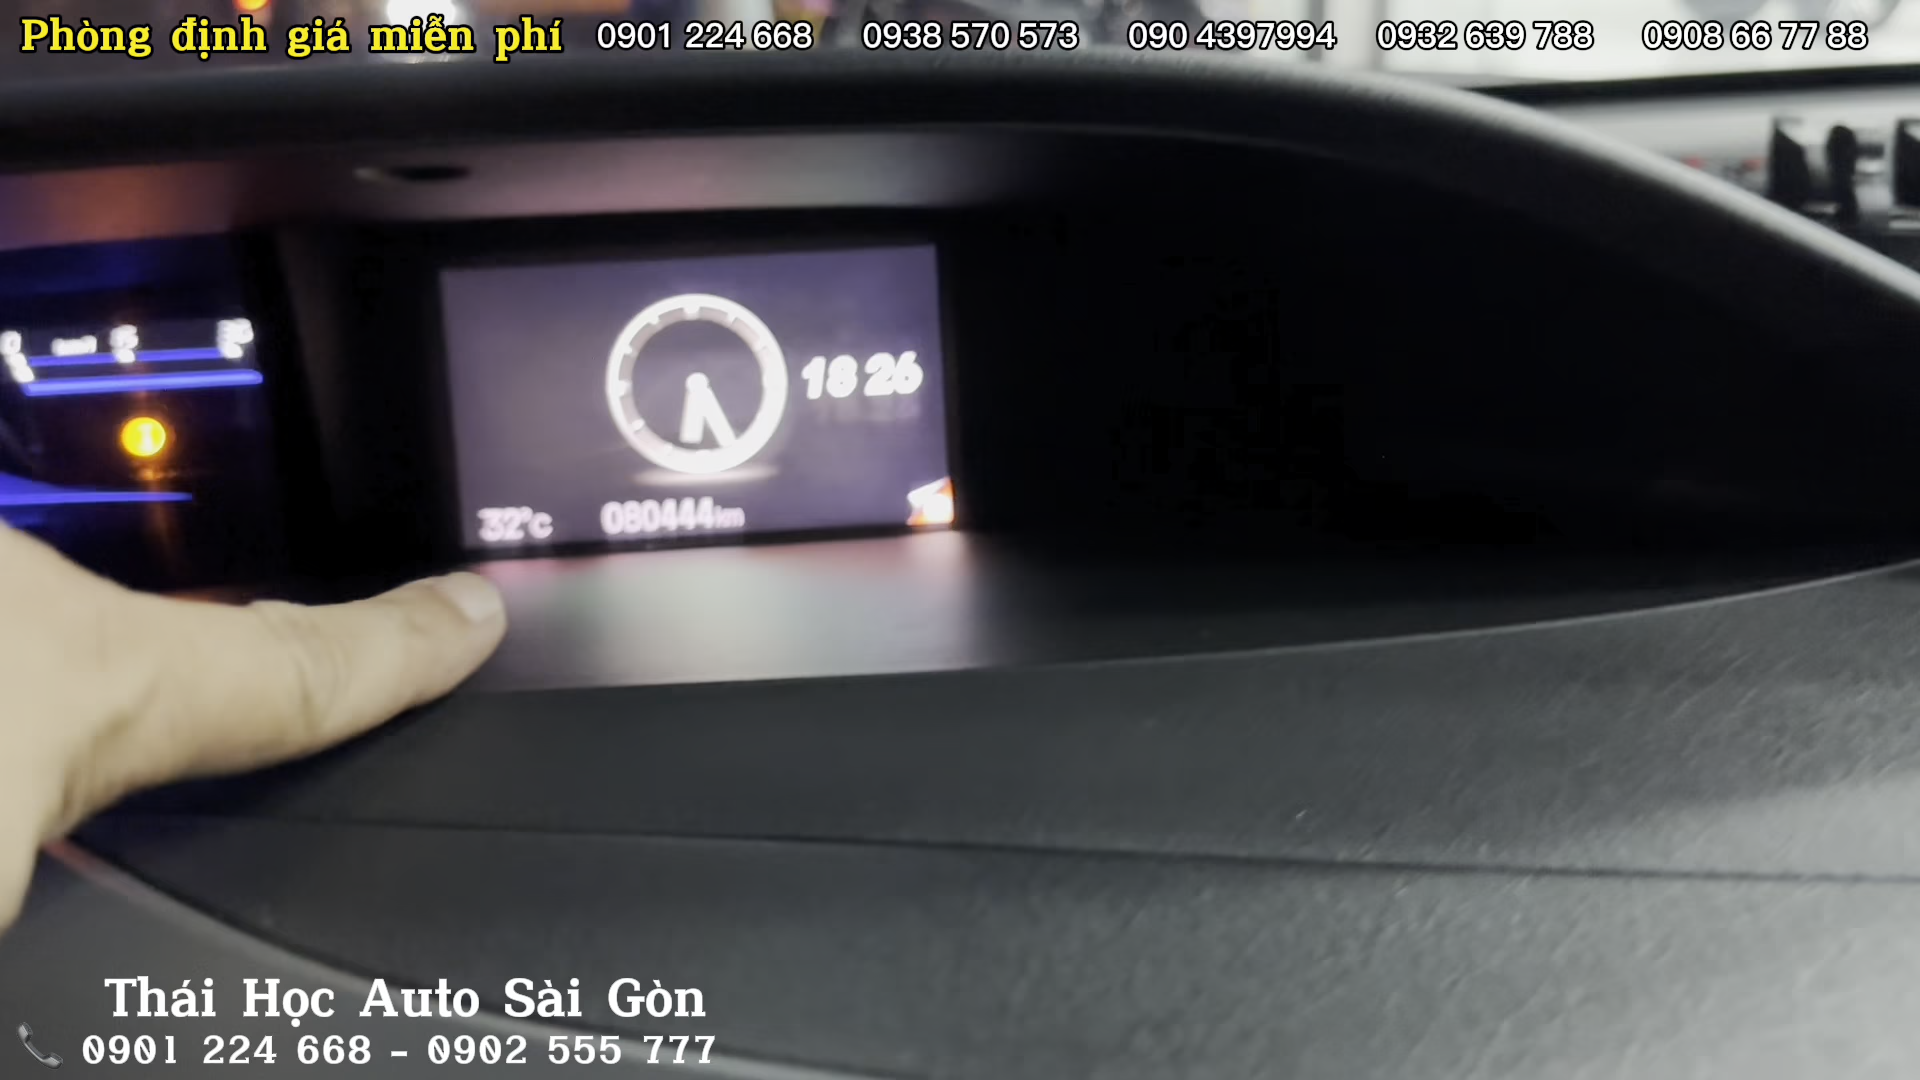 Phòng định giá miễn phí 0901 224 668 0938 570 573 090 4397994 0932 639 788 0908 66 77 88
18 26
32°C 080444km
Thái Học Auto Sài Gòn
0901 224 668 - 0902 555 777